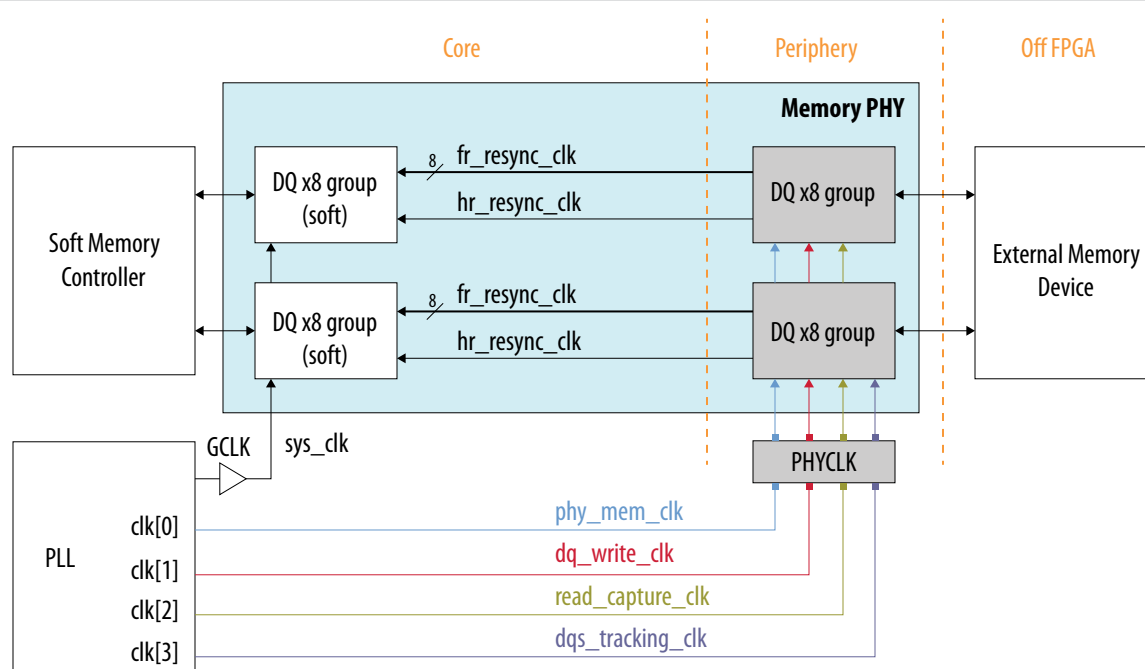 Core
Periphery
Off FPGA
Memory PHY
8
fr_resync_clk
DQ x8 group
(soft)
hr_resync_clk
DQ x8 group
Soft Memory
Controller
External Memory
Device
8
fr_resync_clk
DQ x8 group
(soft)
hr_resync_clk
DQ x8 group
GCLK
sys_clk
PHYCLK
PLL
clk[0]
phy_mem_clk
clk[1]
dq_write_clk
clk[2]
read_capture_clk
clk[3]
dqs_tracking_clk